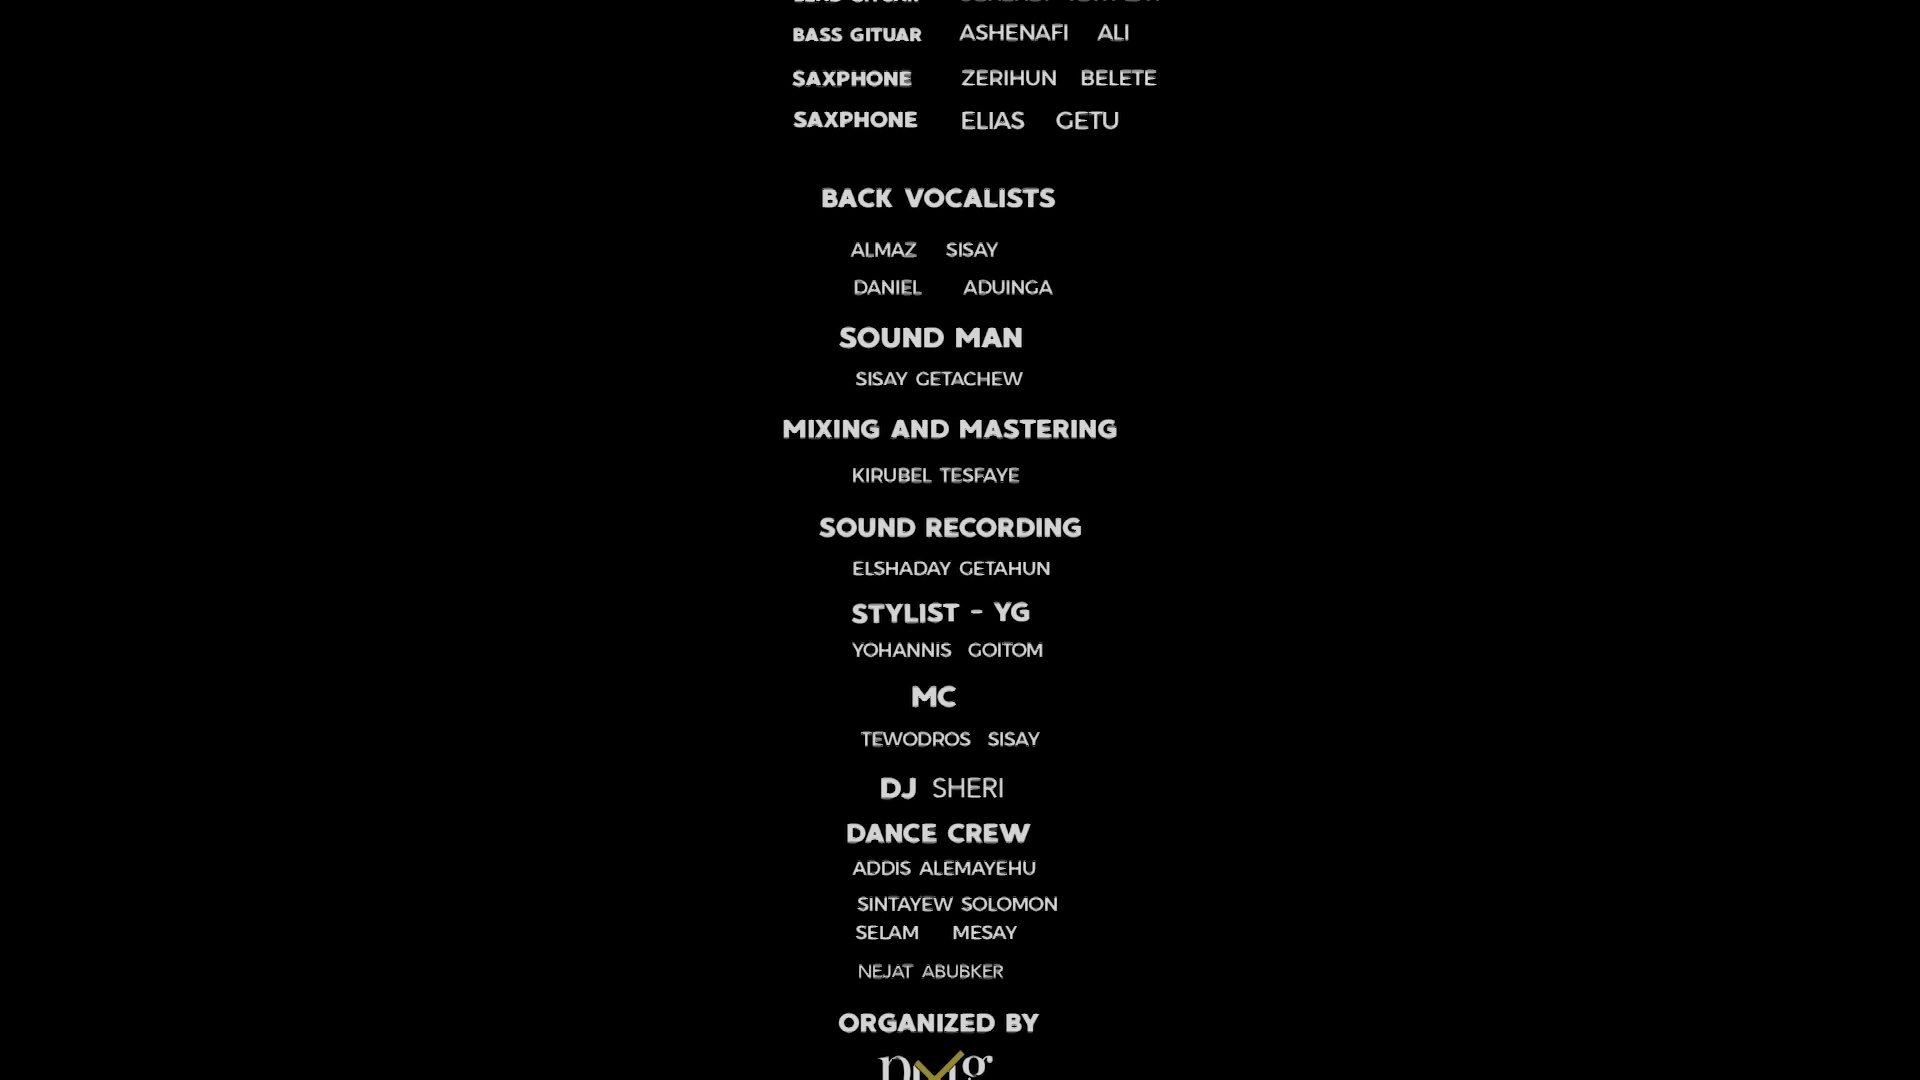 BASS GITUAR ASHENAFI ALI
SAXPHONE ZERIHUN BELETE
SAXPHONE ELIAS GETU
BACK VOCALISTS
ALMAZ SISAY
DANIEL ADUINGA
SOUND MAN
SISAY GETACHEW
MIXING AND MASTERING
KIRUBEL TESFAYE
SOUND RECORDING
ELSHADAY GETAHUN
STYLIST - YG
YOHANNIS GOITOM
MC
TEWODROS SISAY
DJ SHERI
DANCE CREW
ADDIS ALEMAYEHU
SINTAYEW SOLOMON
SELAM MESAY
NEJAT ABUBKER
ORGANIZED BY